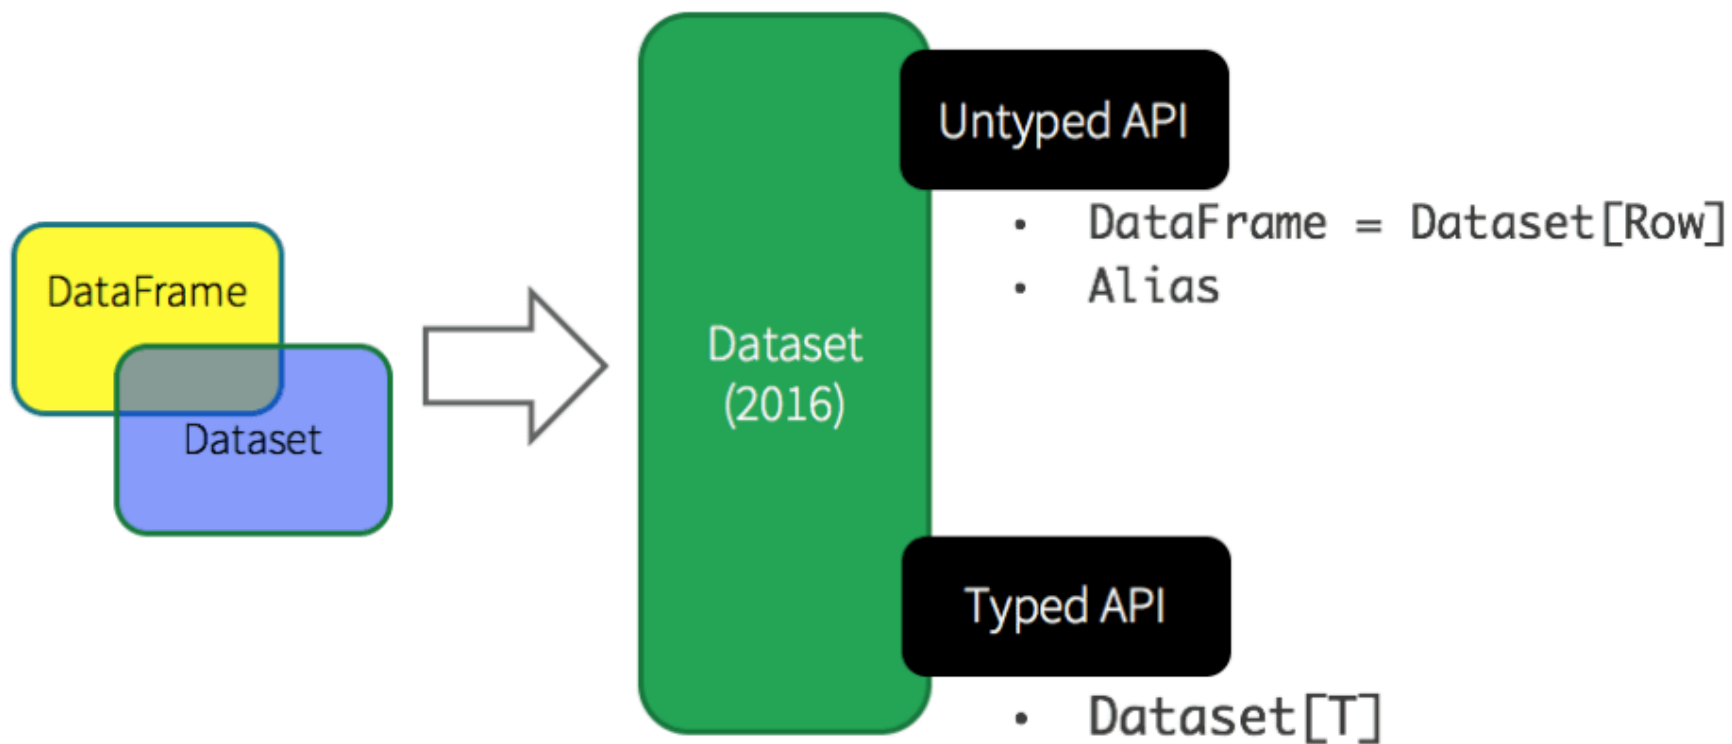 DataFrame
Dataset
Dataset
(2016)
Untyped API
• DataFrame = Dataset[Row]
• Alias
Typed API
• Dataset[T]